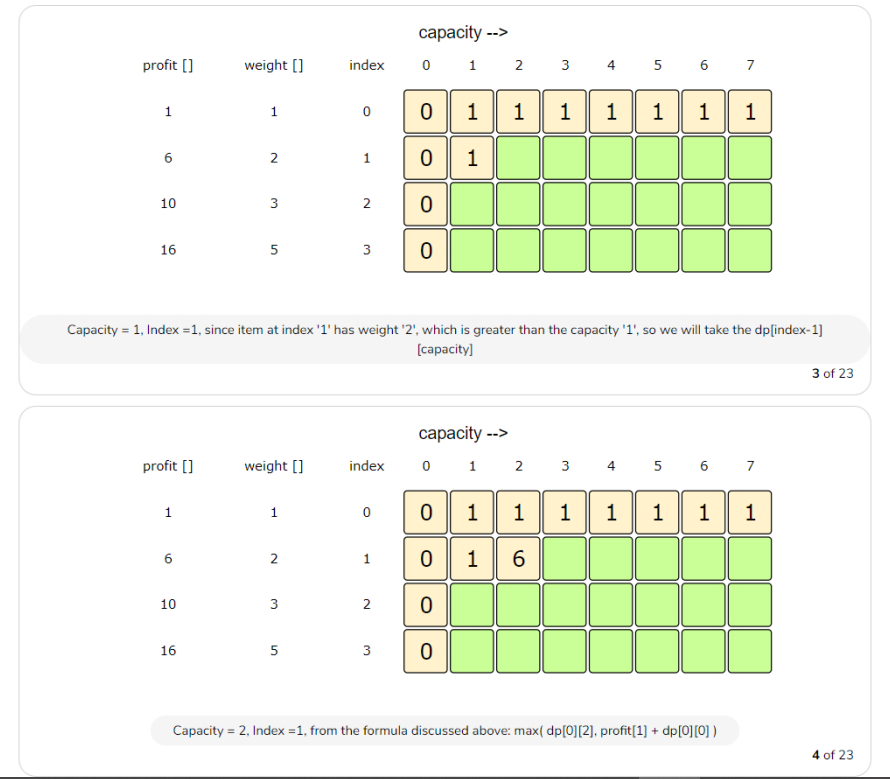 capacity -->
profit [] weight [] index 0 1 2 3 4 5 6 7
1 1 0 0 1 1 1 1 1 1 1
6 2 1 0 1
10 3 2 0
16 5 3 0
Capacity = 1, Index =1, since item at index '1' has weight '2', which is greater than the capacity '1', so we will take the dp[index-1]
[capacity]
3 of 23
capacity -->
profit [] weight [] index 0 1 2 3 4 5 6 7
1 1 0 0 1 1 1 1 1 1 1
6 2 1 0 1 6
10 3 2 0
16 5 3 0
Capacity = 2, Index =1, from the formula discussed above: max( dp[0][2], profit[1] + dp[0][0] )
4 of 23